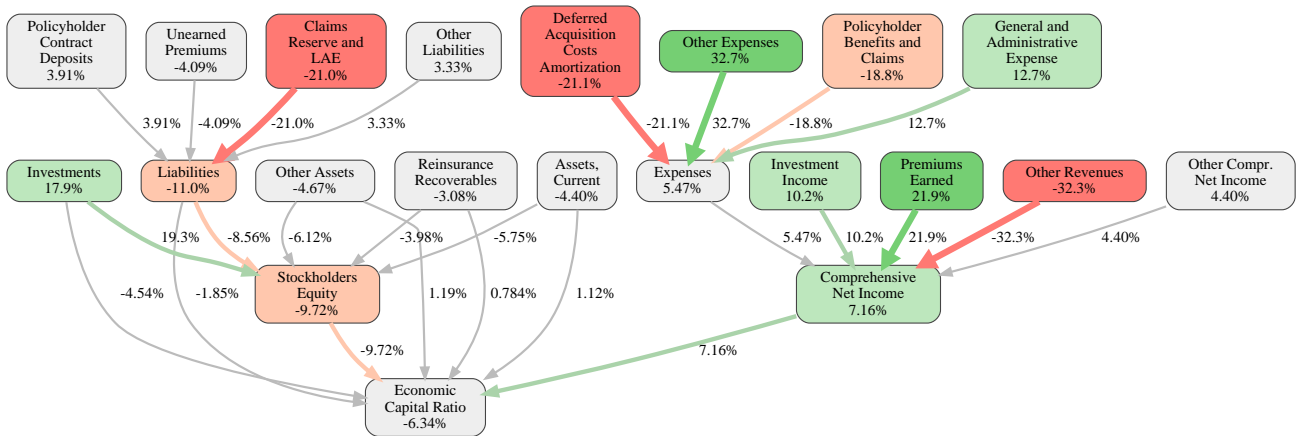 Policyholder
Contract
Deposits
3.91%
Unearned
Premiums
-4.09%
Claims
Reserve and
LAE
-21.0%
Other
Liabilities
3.33%
Deferred
Acquisition
Costs
Amortization
-21.1%
Other Expenses
32.7%
Policyholder
Benefits and
Claims
-18.8%
General and
Administrative
Expense
12.7%
3.91%
-4.09%
-21.0%
3.33%
-21.1%
32.7%
-18.8%
12.7%
Investments
17.9%
Liabilities
-11.0%
Other Assets
-4.67%
Reinsurance
Recoverables
-3.08%
Assets,
Current
-4.40%
Expenses
5.47%
Investment
Income
10.2%
Premiums
Earned
21.9%
Other Revenues
-32.3%
Other Compr.
Net Income
4.40%
19.3%
-8.56%
-6.12%
-3.98%
-5.75%
5.47%
10.2%
21.9%
-32.3%
4.40%
-4.54%
-1.85%
Stockholders
Equity
-9.72%
1.19%
0.784%
1.12%
Comprehensive
Net Income
7.16%
-9.72%
7.16%
Economic
Capital Ratio
-6.34%